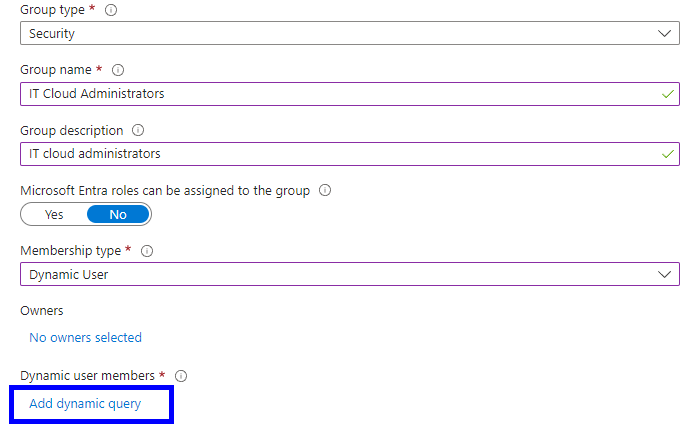 Group type *
Security
Group name *
IT Cloud Administrators
Group description
IT cloud administrators
Microsoft Entra roles can be assigned to the group
Yes No
Membership type *
Dynamic User
Owners
No owners selected
Dynamic user members *
Add dynamic query